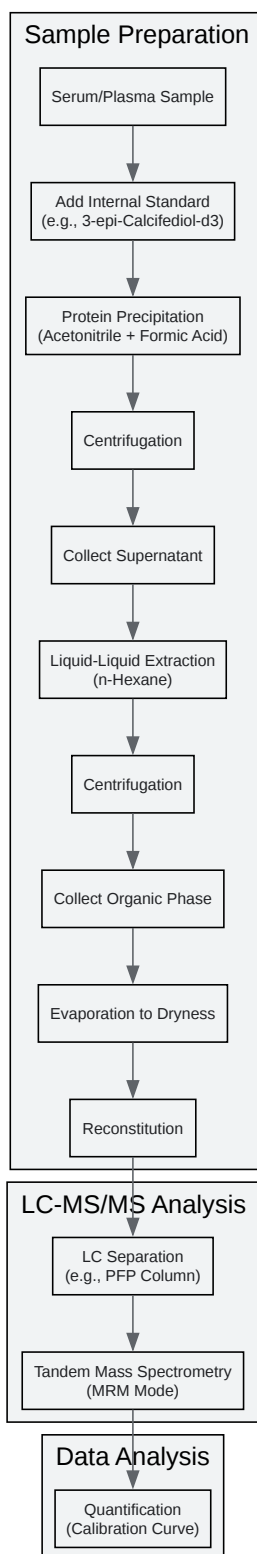 Sample Preparation
Serum/Plasma Sample
Add Internal Standard
(e.g., 3-epi-Calcifediol-d3)
Protein Precipitation
(Acetonitrile + Formic Acid)
Centrifugation
Collect Supernatant
Liquid-Liquid Extraction
(n-Hexane)
Centrifugation
Collect Organic Phase
Evaporation to Dryness
Reconstitution
LC-MS/MS Analysis
LC Separation
(e.g., PFP Column)
Tandem Mass Spectrometry
(MRM Mode)
Data Analysis
Quantification
(Calibration Curve)